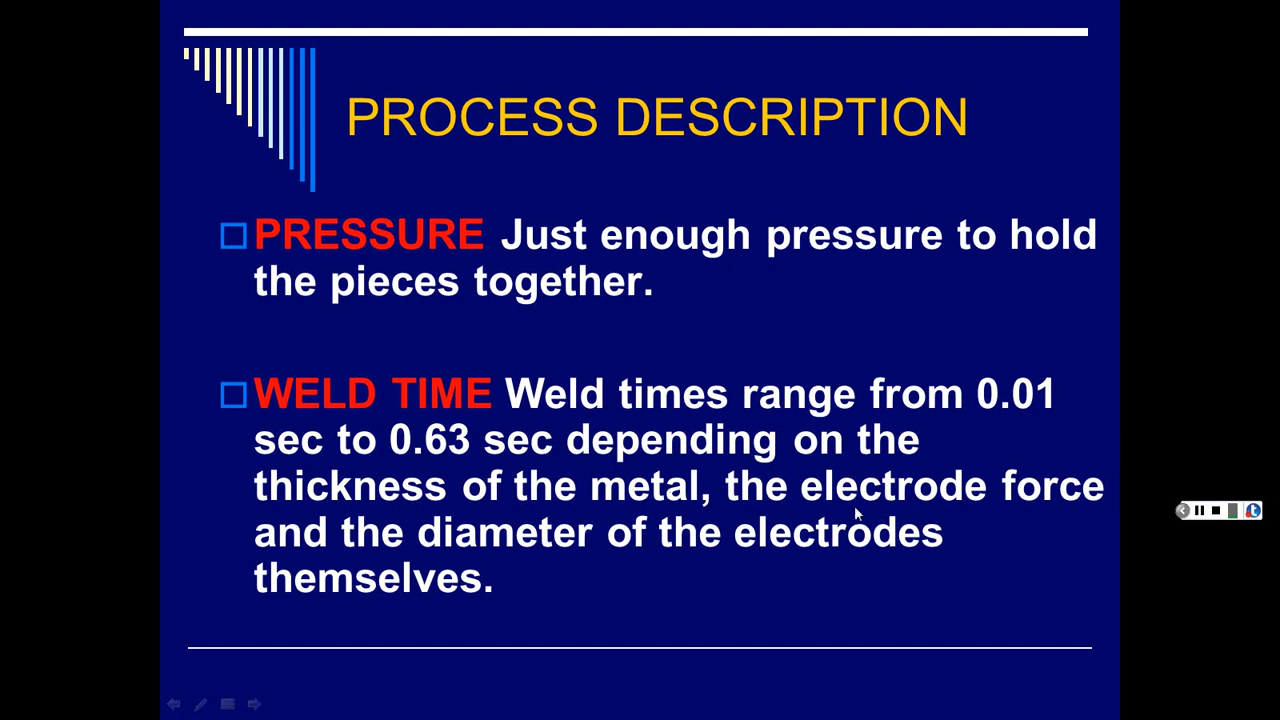 PROCESS DESCRIPTION
PRESSURE Just enough pressure to hold
the pieces together.
WELD TIME Weld times range from 0.01
sec to 0.63 sec depending on the
thickness of the metal, the electrode force
and the diameter of the electrodes
themselves.